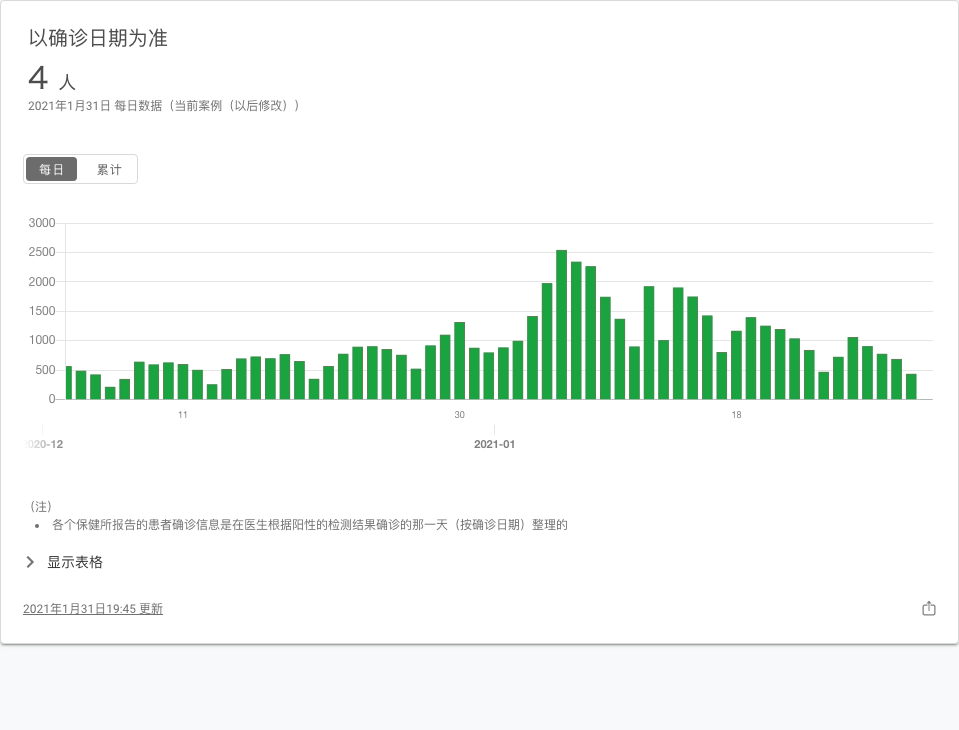 以确诊日期为准
4 人
2021年1月31日 每日数据（当前案例（以后修改））
每日 累计
3000
2500
2000
1500
1000
500
0
11 30 18
2020-12 2021-01
（注）
• 各个保健所报告的患者确诊信息是在医生根据阳性的检测结果确诊的那一天（按确诊日期）整理的
显示表格
2021年1月31日19:45 更新